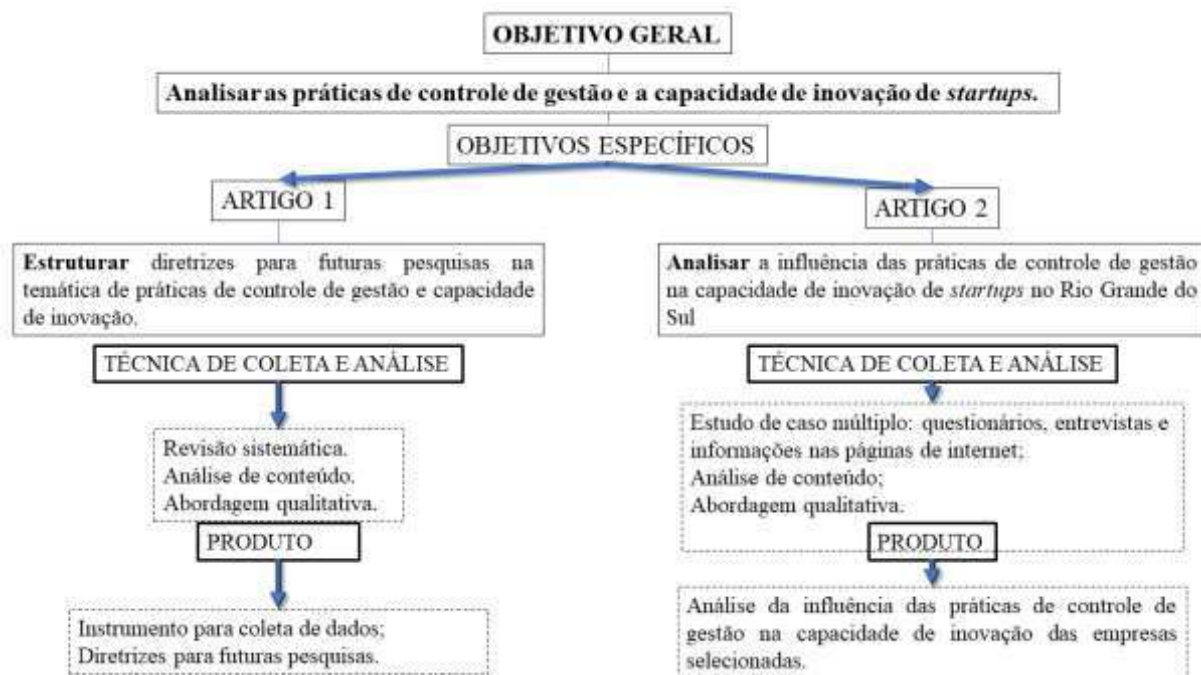 OBJETIVO GERAL
Analisar as práticas de controle de gestão e a capacidade de inovação de startups.
OBJETIVOS ESPECÍFICOS
ARTIGO 1
Estruturar diretrizes para futuras pesquisas na
temática de práticas de controle de gestão e capacidade
de inovação.
TÉCNICA DE COLETA E ANÁLISE
Revisão sistemática.
Análise de conteúdo.
Abordagem qualitativa.
PRODUTO
Instrumento para coleta de dados;
Diretrizes para futuras pesquisas.
ARTIGO 2
Analisar a influência das práticas de controle de gestão
na capacidade de inovação de startups no Rio Grande do
Sul
TÉCNICA DE COLETA E ANÁLISE
Estudo de caso múltiplo: questionários, entrevistas e
informações nas páginas de internet;
Análise de conteúdo;
Abordagem qualitativa.
PRODUTO
Análise da influência das práticas de controle de
gestão na capacidade de inovação das empresas
selecionadas.